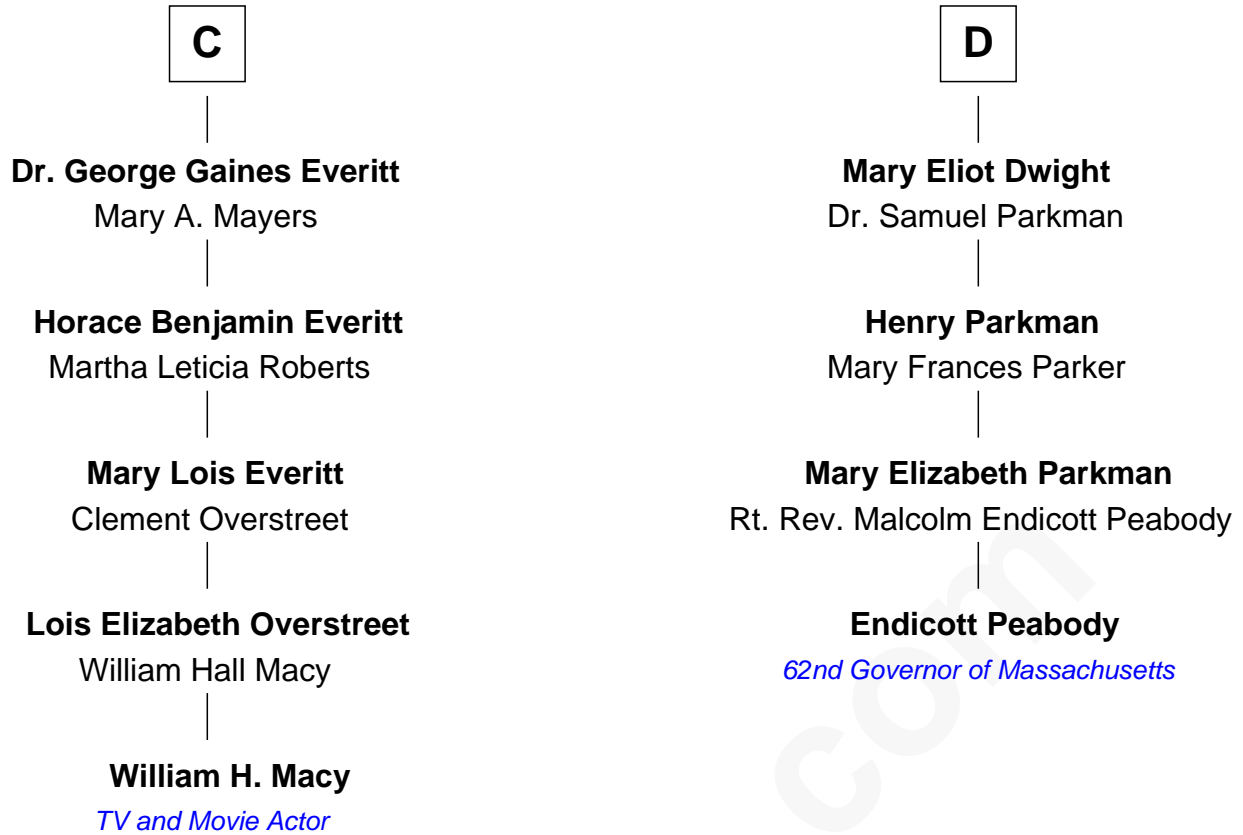 C
Dr. George Gaines Everitt
Mary A. Mayers
Horace Benjamin Everitt
Martha Leticia Roberts
Mary Lois Everitt
Clement Overstreet
Lois Elizabeth Overstreet
William Hall Macy
William H. Macy
TV and Movie Actor
D
Mary Eliot Dwight
Dr. Samuel Parkman
Henry Parkman
Mary Frances Parker
Mary Elizabeth Parkman
Rt. Rev. Malcolm Endicott Peabody
Endicott Peabody
62nd Governor of Massachusetts
com